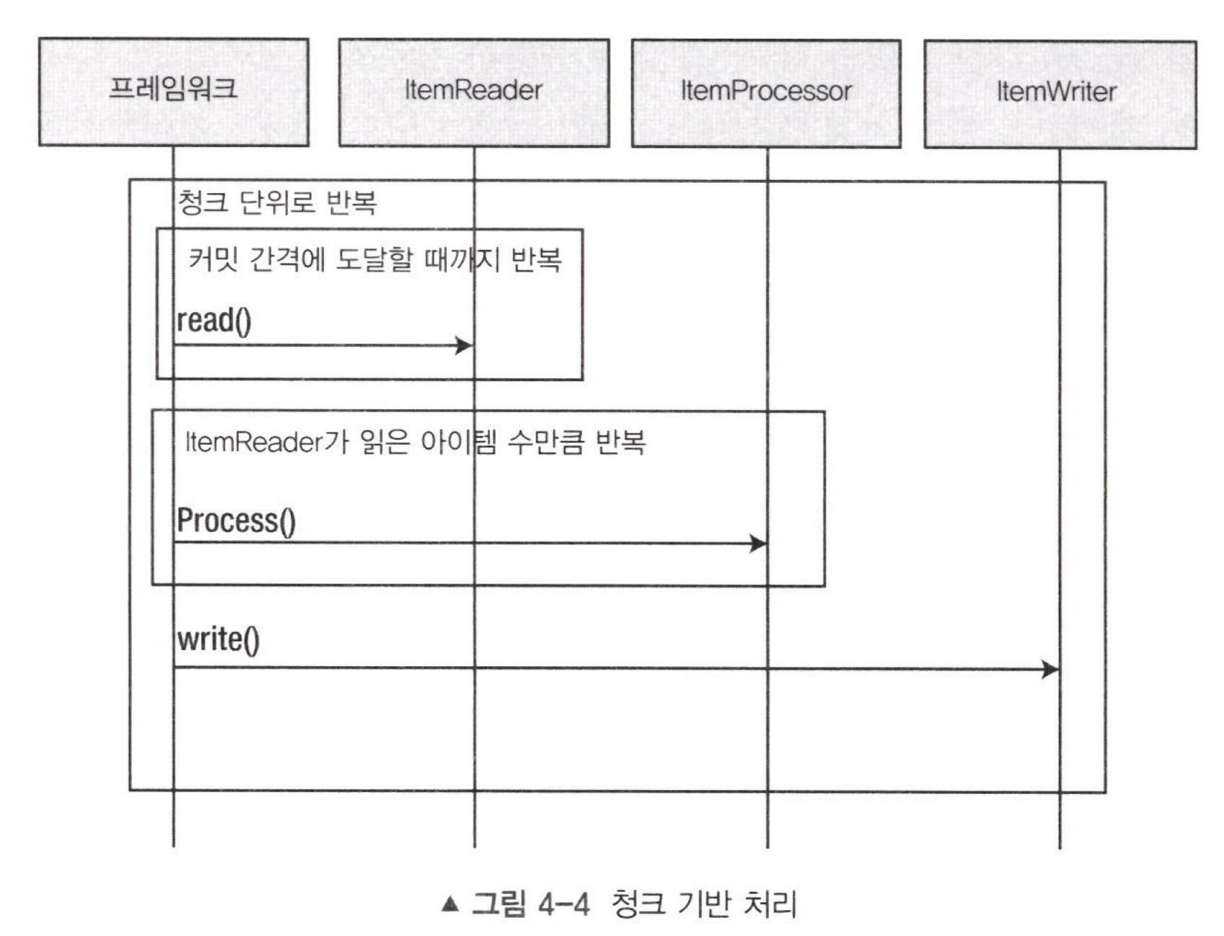 프레임워크
ItemReader
ItemProcessor
ItemWriter
청크 단위로 반복
커밋 간격에 도달할 때까지 반복
read()
ItemReader가 읽은 아이템 수만큼 반복
Process()
write()
▲ 그림 4-4 청크 기반 처리